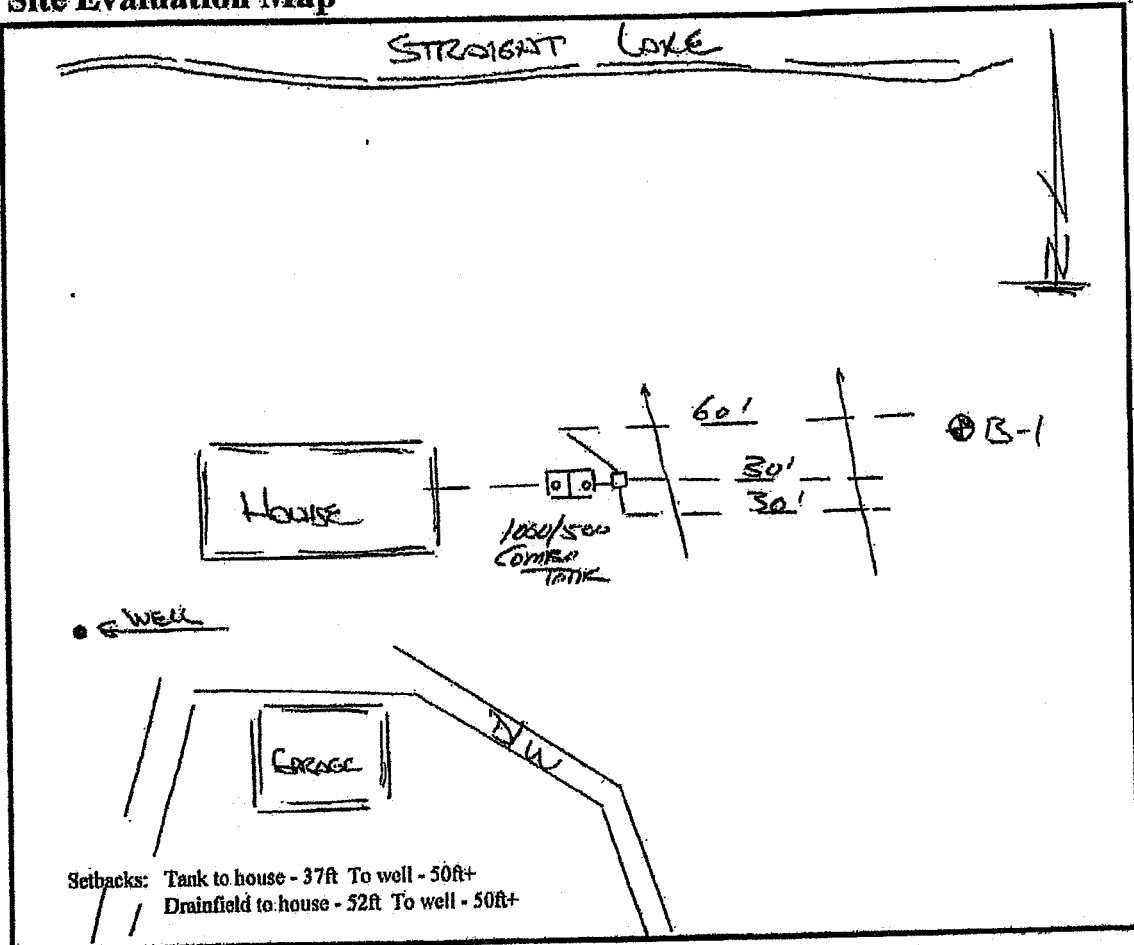 Site Evaluation Map
STRAIGHT LAKE
N
60'
B-1
30'
30'
HOUSE
1000/500
COMBO
TANK
WELL
D/W
GARAGE
Setbacks: Tank to house - 37ft To well - 50ft+
Drainfield to house - 52ft To well - 50ft+